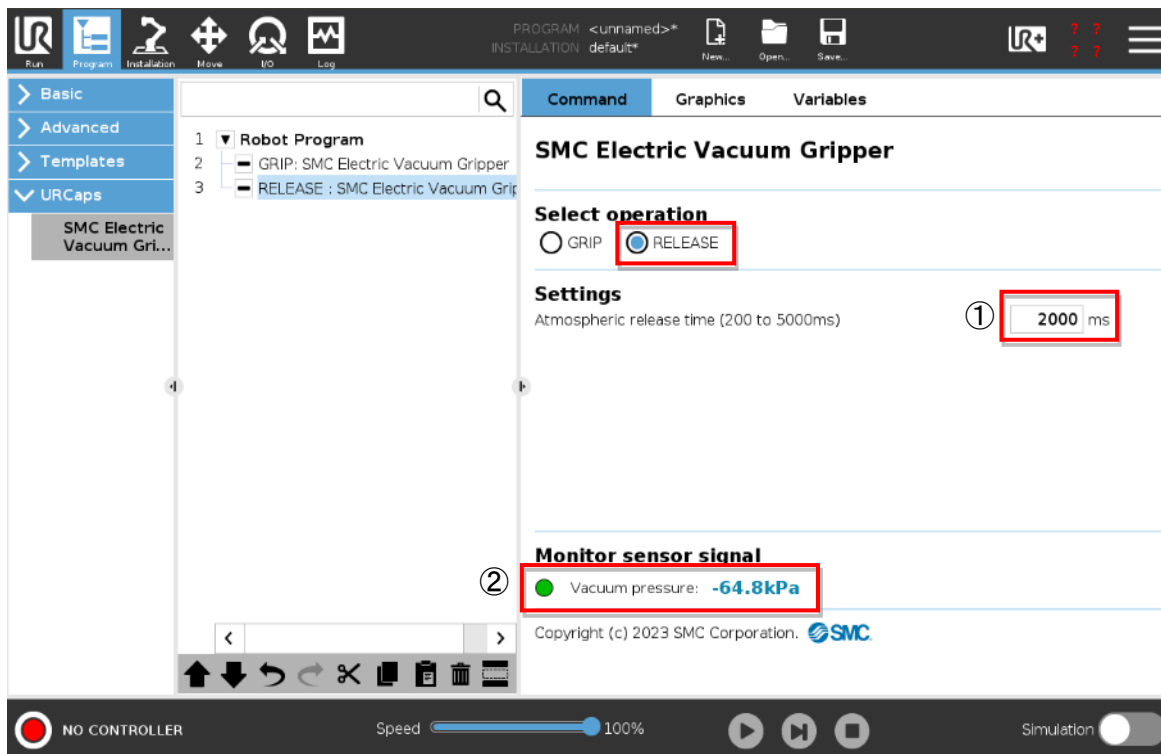 PROGRAM <unnamed>*
INSTALLATION default*
UR
Run
Program
Installation
Move
I/O
Log
New...
Open...
Save...
UR+
? ?
? ?
Basic
Advanced
Templates
URCaps
SMC Electric
Vacuum Gri...
1 Robot Program
2 GRIP: SMC Electric Vacuum Gripper
3 RELEASE : SMC Electric Vacuum Grip
Command Graphics Variables
SMC Electric Vacuum Gripper
Select operation
GRIP RELEASE
Settings
Atmospheric release time (200 to 5000ms) ① 2000 ms
Monitor sensor signal
② Vacuum pressure: -64.8kPa
Copyright (c) 2023 SMC Corporation. SMC.
NO CONTROLLER Speed 100% Simulation